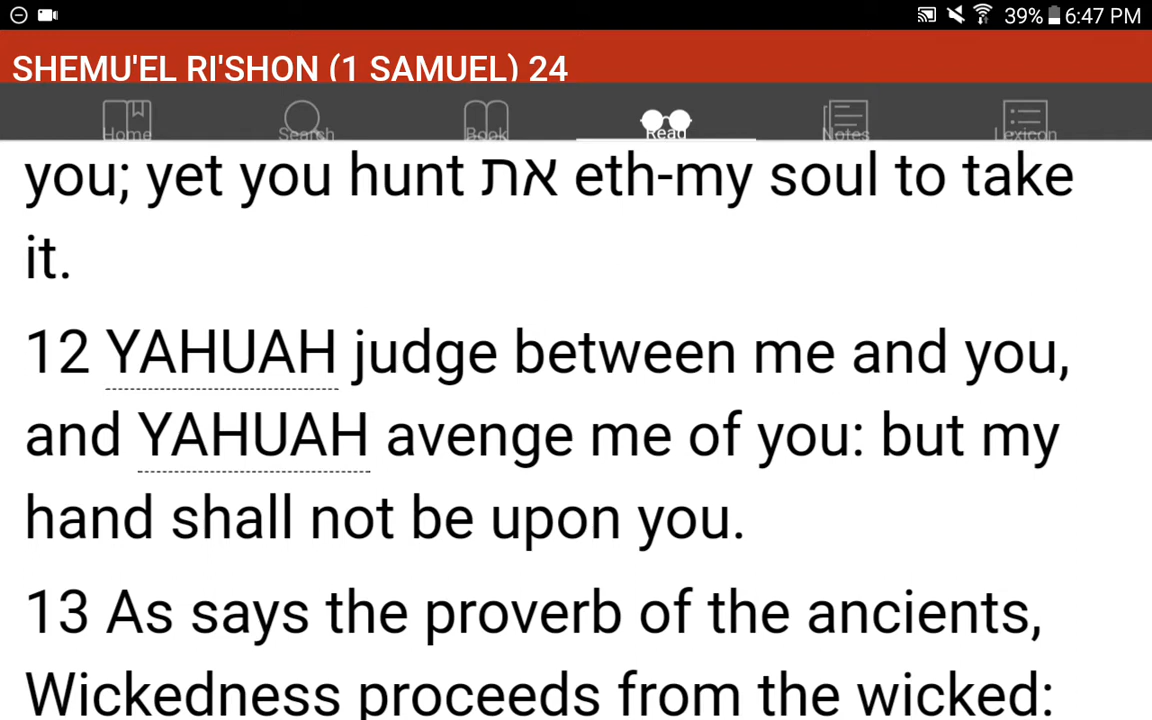 39% 6:47 PM
SHEMU'EL RI'SHON (1 SAMUEL) 24
Home Search Book Read Notes Lexicon
you; yet you hunt את eth-my soul to take
it.
12 YAHUAH judge between me and you,
and YAHUAH avenge me of you: but my
hand shall not be upon you.
13 As says the proverb of the ancients,
Wickedness proceeds from the wicked: